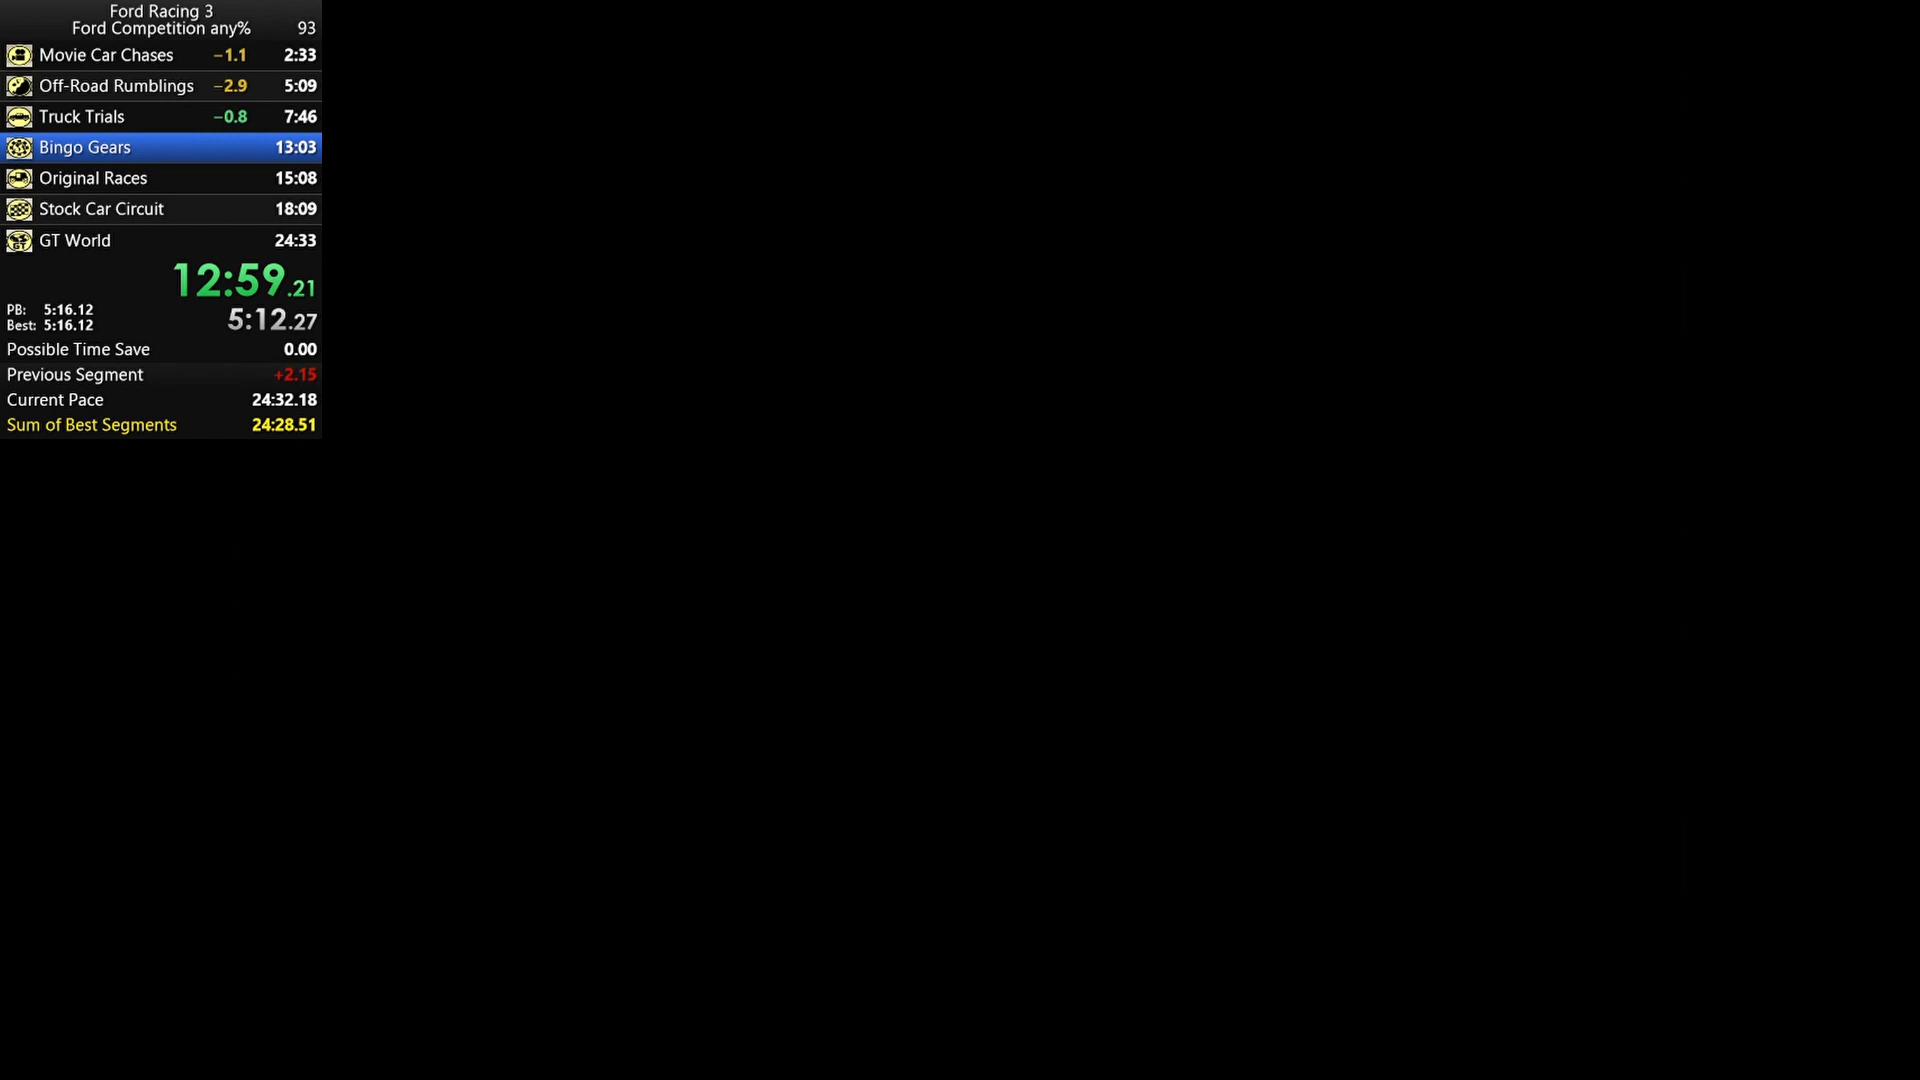 Ford Racing 3
Ford Competition any% 93
Movie Car Chases −1.1 2:33
Off-Road Rumblings −2.9 5:09
Truck Trials −0.8 7:46
Bingo Gears 13:03
Original Races 15:08
Stock Car Circuit 18:09
GT World 24:33
12:59.21
PB: 5:16.12
Best: 5:16.12
5:12.27
Possible Time Save 0.00
Previous Segment +2.15
Current Pace 24:32.18
Sum of Best Segments 24:28.51